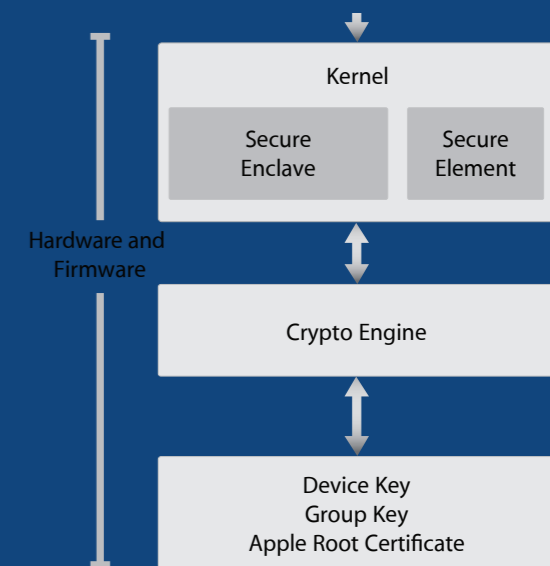 Kernel
Secure
Enclave
Secure
Element
Hardware and
Firmware
Crypto Engine
Device Key
Group Key
Apple Root Certificate